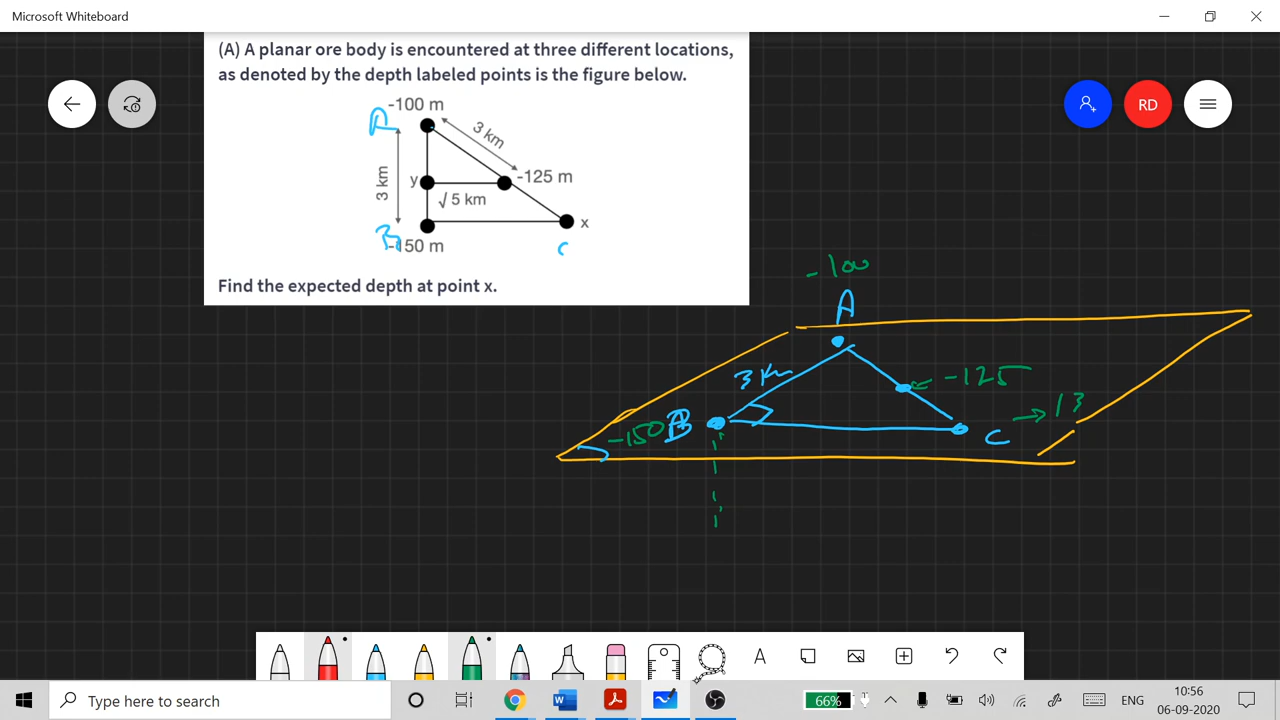 Microsoft Whiteboard
(A) A planar ore body is encountered at three different locations,
as denoted by the depth labeled points is the figure below.
-100 m
A
3 km
3 km
-125 m
y
√5 km
x
B
-150 m
C
Find the expected depth at point x.
RD
-100
A
3 Km
-125
-150
B
13
C
A
Type here to search
66%
ENG
10:56
06-09-2020